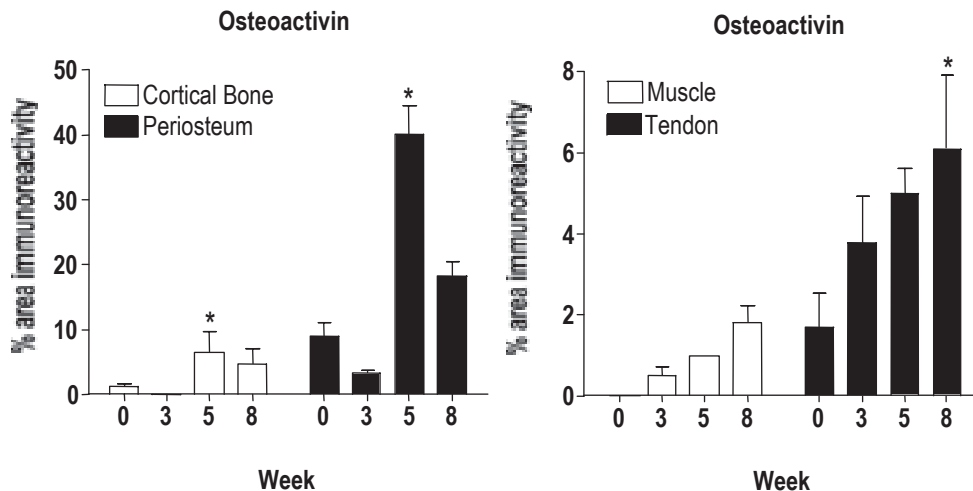 Osteoactivin
% area immunoreactivity
50
40
30
20
10
0
Cortical Bone
Periosteum
*
*
0 3 5 8 0 3 5 8
Week
Osteoactivin
% area immunoreactivity
8
6
4
2
0
Muscle
Tendon
*
0 3 5 8 0 3 5 8
Week